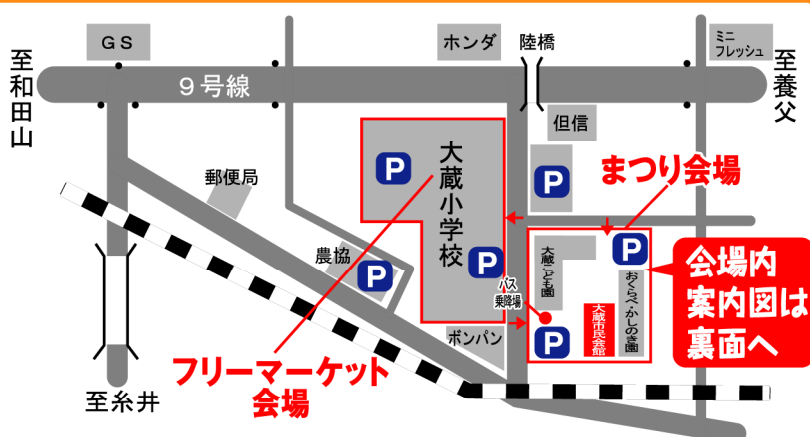 GS
ホンダ
陸橋
ミニ
フレッシュ
至和田山
9号線
至養父
但信
P
大蔵小学校
P
まつり会場
郵便局
P
農協
P
P
バス
乗降場
大蔵こども園
おくらべ・かしのき園
大蔵市民会館
P
会場内
案内図は
裏面へ
ボンパン
フリーマーケット
会場
至糸井